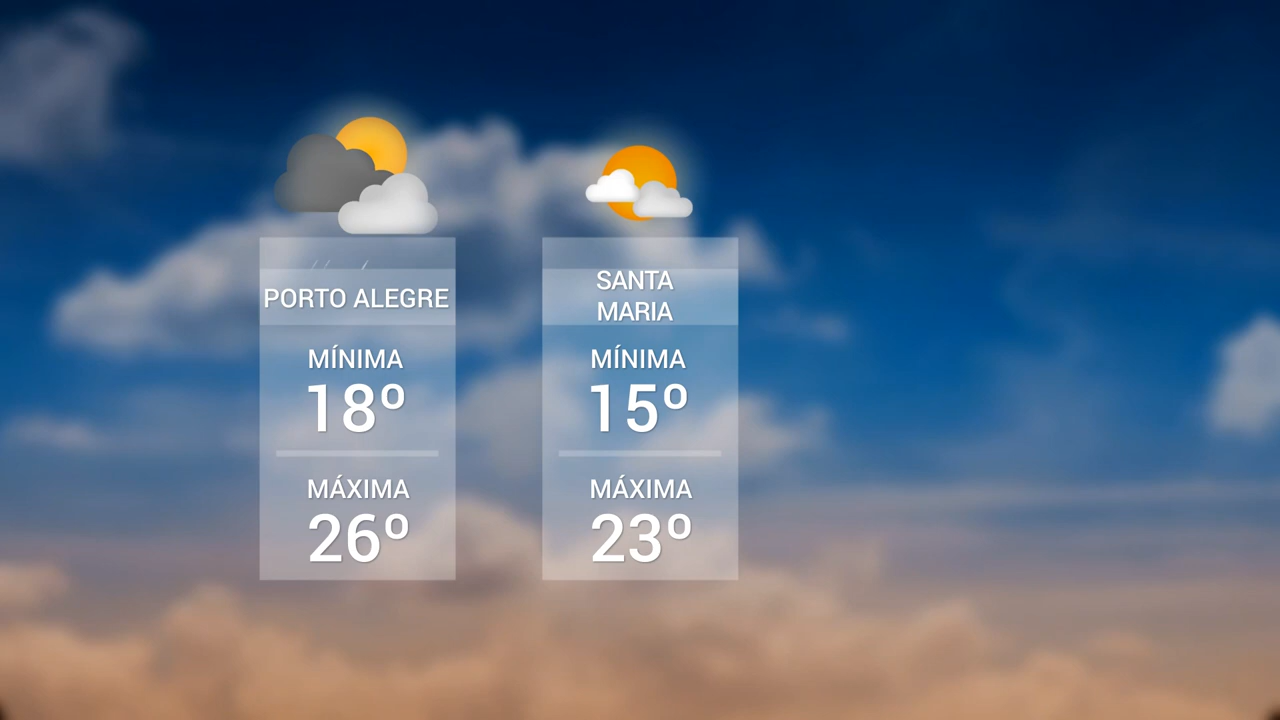 PORTO ALEGRE
MÍNIMA
18º
MÁXIMA
26º
SANTA
MARIA
MÍNIMA
15º
MÁXIMA
23º